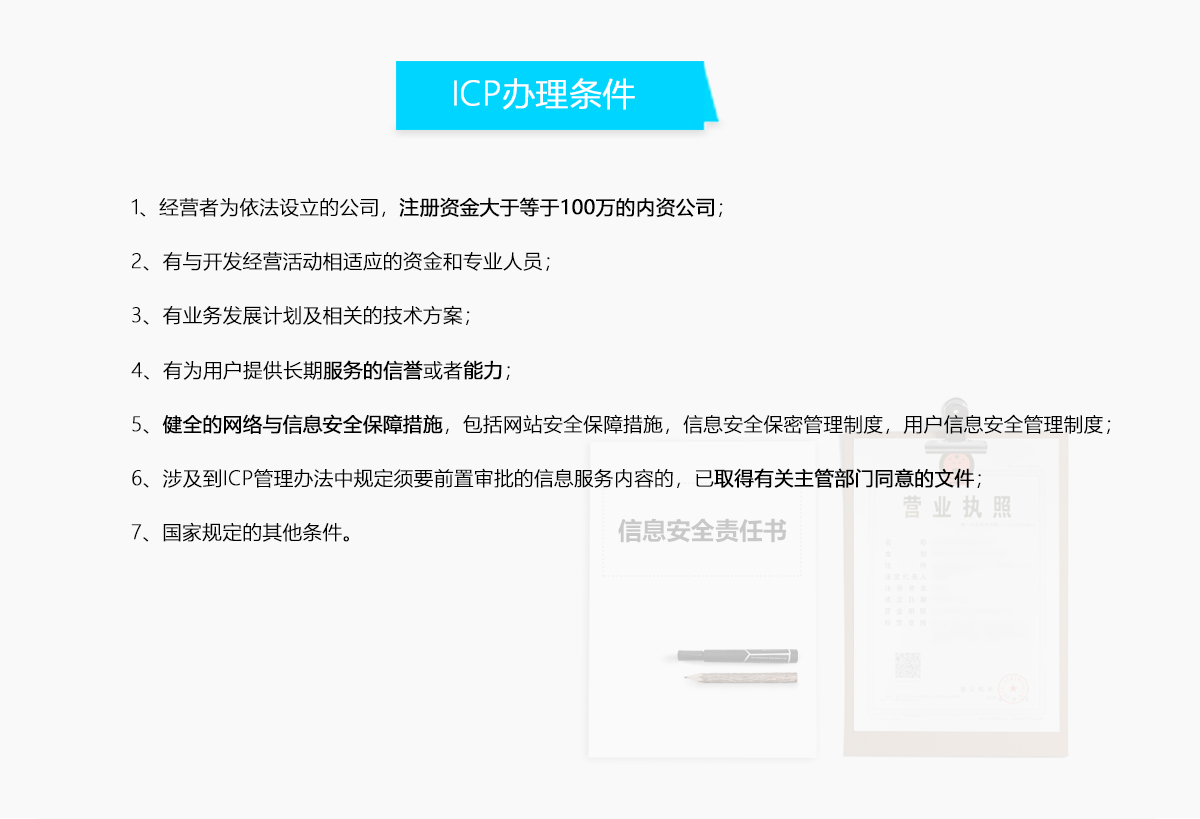 ICP办理条件
1、经营者为依法设立的公司，注册资金大于等于100万的内资公司；
2、有与开发经营活动相适应的资金和专业人员；
3、有业务发展计划及相关的技术方案；
4、有为用户提供长期服务的信誉或者能力；
5、健全的网络与信息安全保障措施，包括网站安全保障措施，信息安全保密管理制度，用户信息安全管理制度；
6、涉及到ICP管理办法中规定须要前置审批的信息服务内容的，已取得有关主管部门同意的文件；
7、国家规定的其他条件。
信息安全责任书
营业执照